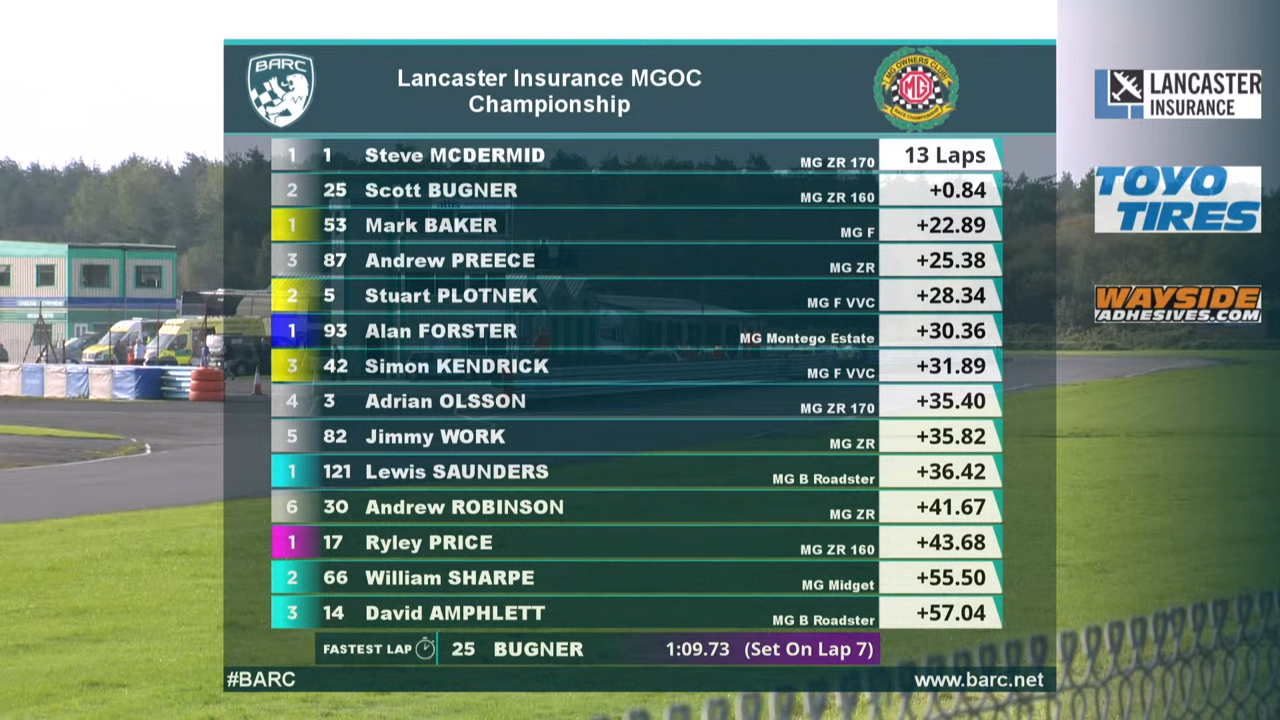 BARC
Lancaster Insurance MGOC
Championship
MG OWNERS CLUB
MG
RACE CHAMPIONSHIP
LANCASTER
INSURANCE
TOYO
TIRES
WAYSIDE
ADHESIVES.COM
1 1 Steve MCDERMID MG ZR 170 13 Laps
2 25 Scott BUGNER MG ZR 160 +0.84
1 53 Mark BAKER MG F +22.89
3 87 Andrew PREECE MG ZR +25.38
2 5 Stuart PLOTNEK MG F VVC +28.34
1 93 Alan FORSTER MG Montego Estate +30.36
3 42 Simon KENDRICK MG F VVC +31.89
4 3 Adrian OLSSON MG ZR 170 +35.40
5 82 Jimmy WORK MG ZR +35.82
1 121 Lewis SAUNDERS MG B Roadster +36.42
6 30 Andrew ROBINSON MG ZR +41.67
1 17 Ryley PRICE MG ZR 160 +43.68
2 66 William SHARPE MG Midget +55.50
3 14 David AMPHLETT MG B Roadster +57.04
FASTEST LAP 25 BUGNER 1:09.73 (Set On Lap 7)
#BARC www.barc.net